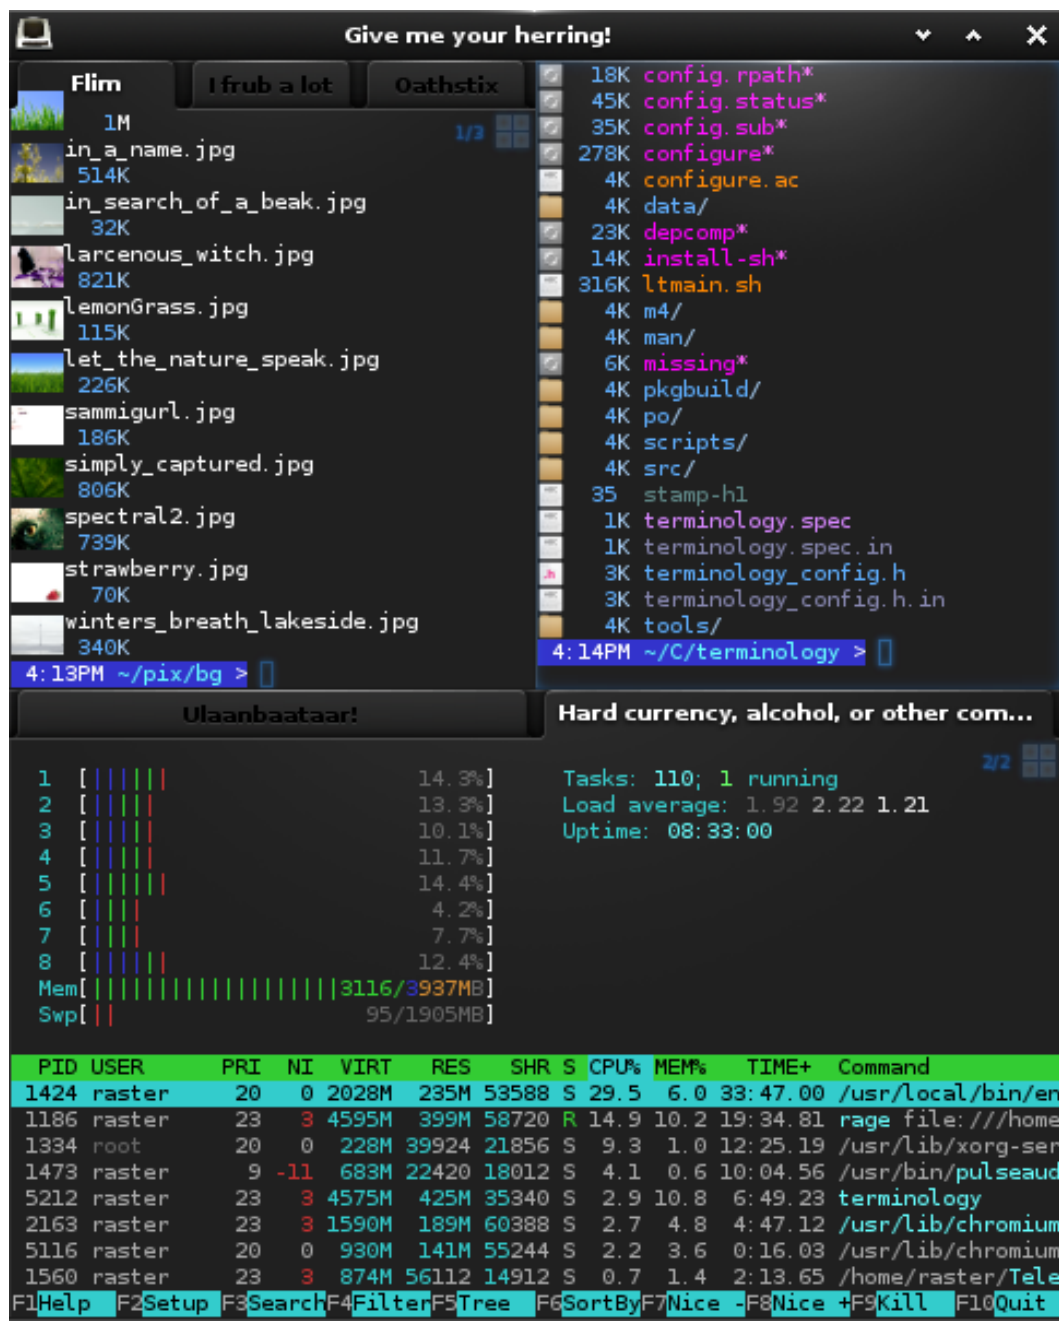 Give me your herring!
Flim
I frub a lot
Oathstix
1M
1/3
in_a_name.jpg
514K
in_search_of_a_beak.jpg
32K
larcenous_witch.jpg
821K
lemonGrass.jpg
115K
let_the_nature_speak.jpg
226K
sammigurl.jpg
186K
simply_captured.jpg
806K
spectral2.jpg
739K
strawberry.jpg
70K
winters_breath_lakeside.jpg
340K
4:13PM ~/pix/bg >
18K config.rpath*
45K config.status*
35K config.sub*
278K configure*
4K configure.ac
4K data/
23K depcomp*
14K install-sh*
316K ltmain.sh
4K m4/
4K man/
6K missing*
4K pkgbuild/
4K po/
4K scripts/
4K src/
35 stamp-h1
1K terminology.spec
1K terminology.spec.in
3K terminology_config.h
3K terminology_config.h.in
4K tools/
4:14PM ~/C/terminology >
Ulaanbaataar!
Hard currency, alcohol, or other com...
2/2
1 [|||||| 14.3%]
2 [||||| 13.3%]
3 [||||| 10.1%]
4 [||||| 11.7%]
5 [|||||| 14.4%]
6 [|||| 4.2%]
7 [|||| 7.7%]
8 [|||||| 12.4%]
Mem[|||||||||||||||||||3116/3937MB]
Swp[|| 95/1905MB]
Tasks: 110; 1 running
Load average: 1.92 2.22 1.21
Uptime: 08:33:00
PID USER PRI NI VIRT RES SHR S CPU% MEM% TIME+ Command
1424 raster 20 0 2028M 235M 53588 S 29.5 6.0 33:47.00 /usr/local/bin/en
1186 raster 23 3 4595M 399M 58720 R 14.9 10.2 19:34.81 rage file:///home
1334 root 20 0 228M 39924 21856 S 9.3 1.0 12:25.19 /usr/lib/xorg-ser
1473 raster 9 -11 683M 22420 18012 S 4.1 0.6 10:04.56 /usr/bin/pulseaud
5212 raster 23 3 4575M 425M 35340 S 2.9 10.8 6:49.23 terminology
2163 raster 23 3 1590M 189M 60388 S 2.7 4.8 4:47.12 /usr/lib/chromium
5116 raster 20 0 930M 141M 55244 S 2.2 3.6 0:16.03 /usr/lib/chromium
1560 raster 23 3 874M 56112 14912 S 0.7 1.4 2:13.65 /home/raster/Tele
F1Help F2Setup F3SearchF4FilterF5Tree F6SortByF7Nice -F8Nice +F9Kill F10Quit